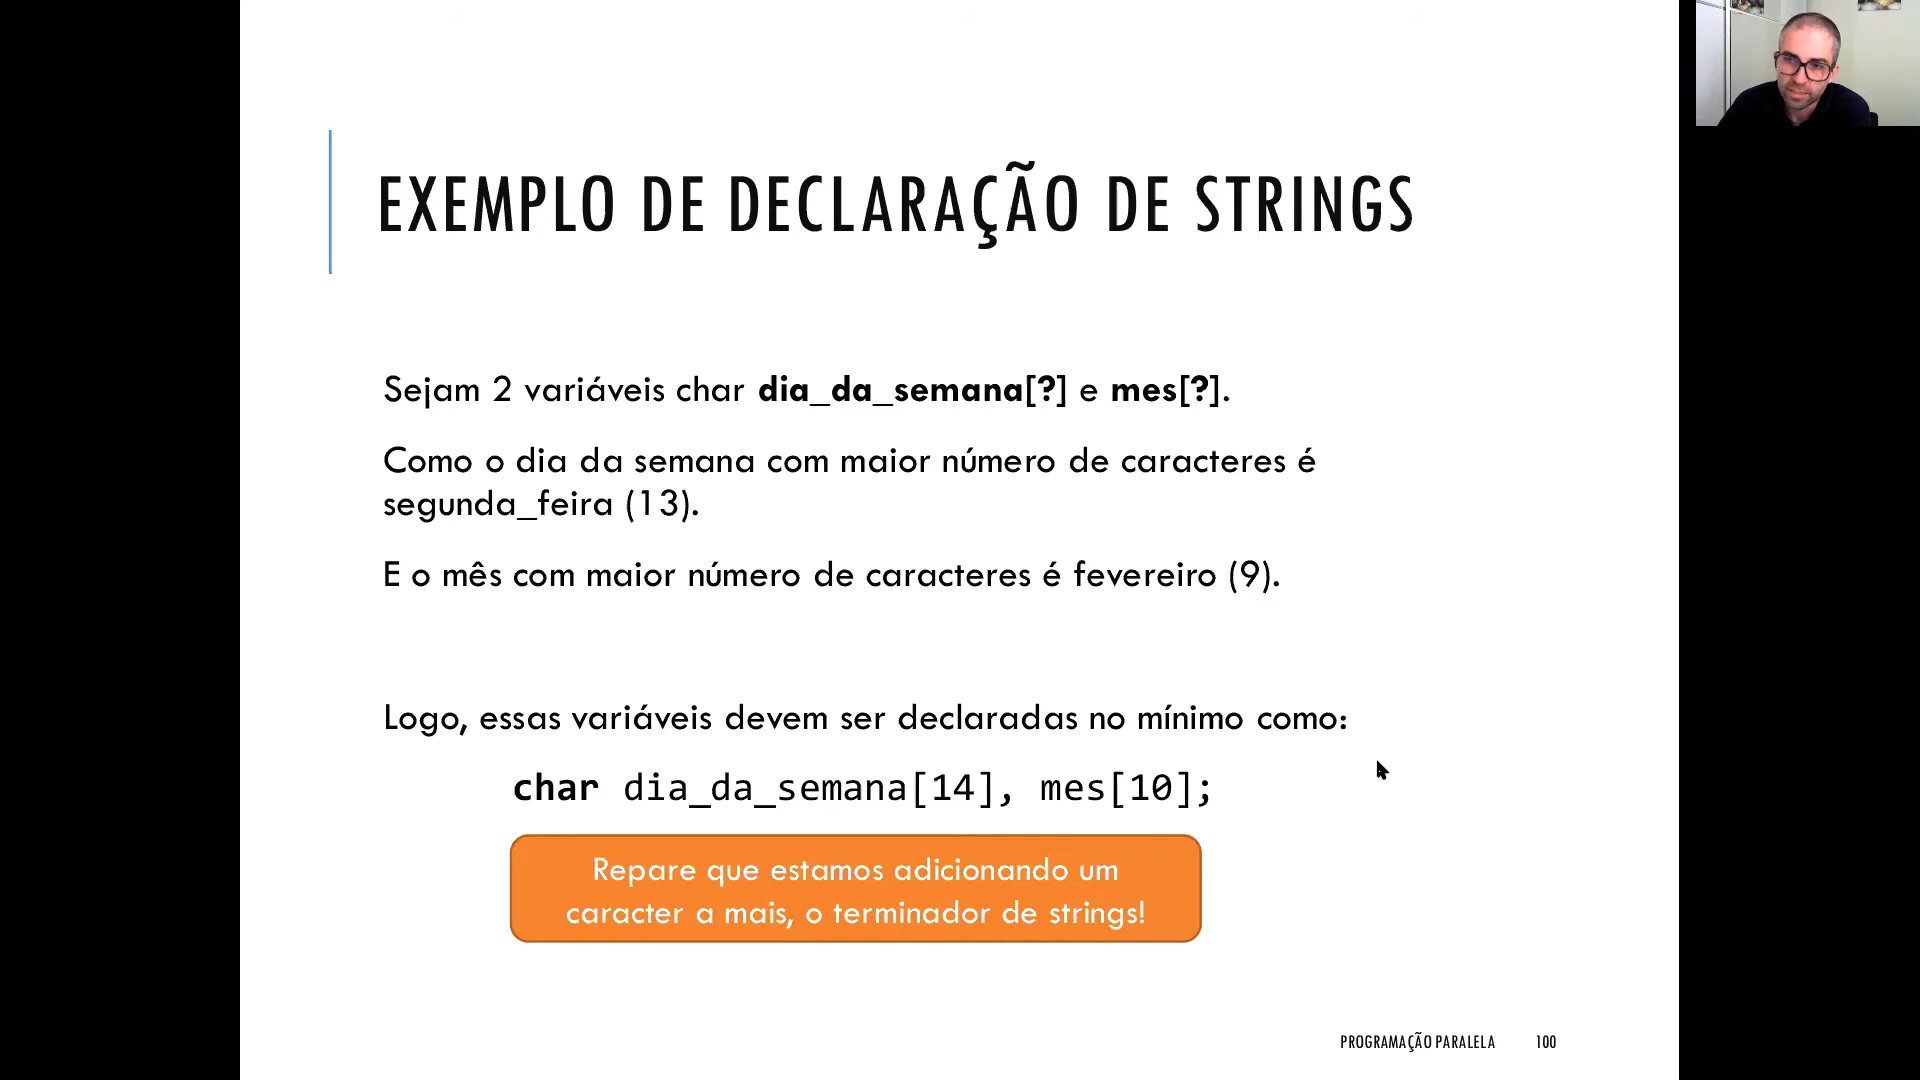 EXEMPLO DE DECLARAÇÃO DE STRINGS
Sejam 2 variáveis char dia_da_semana[?] e mes[?].
Como o dia da semana com maior número de caracteres é
segunda_feira (13).
E o mês com maior número de caracteres é fevereiro (9).
Logo, essas variáveis devem ser declaradas no mínimo como:
char dia_da_semana[14], mes[10];
Repare que estamos adicionando um
caracter a mais, o terminador de strings!
PROGRAMAÇÃO PARALELA 100